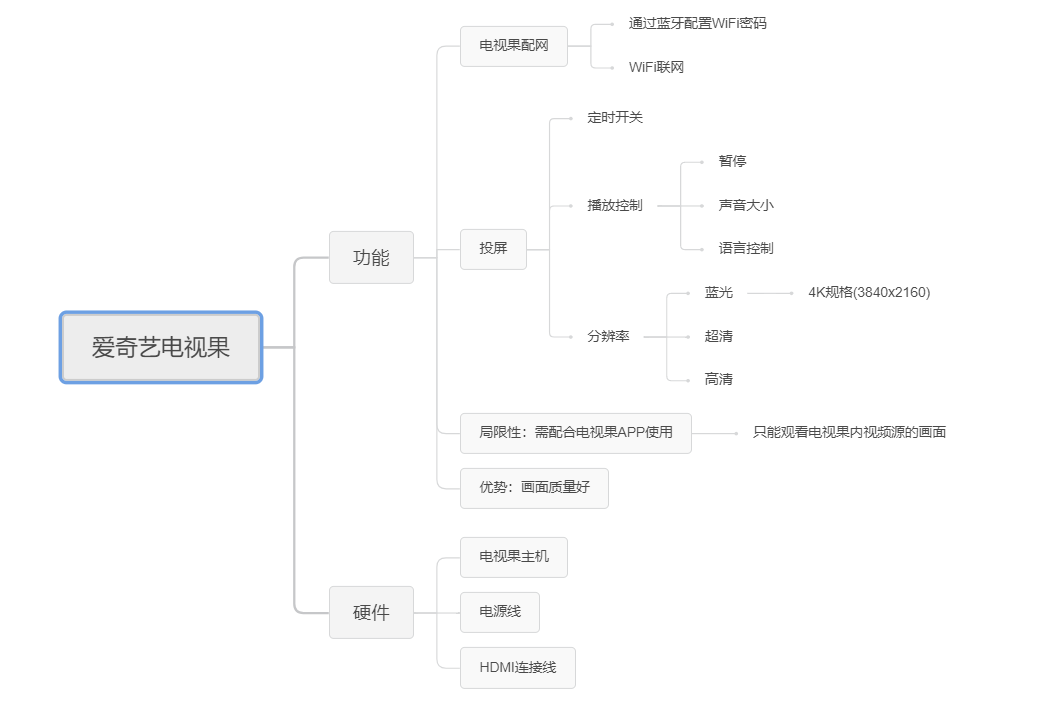 爱奇艺电视果
功能
电视果配网
通过蓝牙配置WiFi密码
WiFi联网
投屏
定时开关
播放控制
暂停
声音大小
语言控制
分辨率
蓝光
4K规格(3840x2160)
超清
高清
局限性：需配合电视果APP使用
只能观看电视果内视频源的画面
优势：画面质量好
硬件
电视果主机
电源线
HDMI连接线